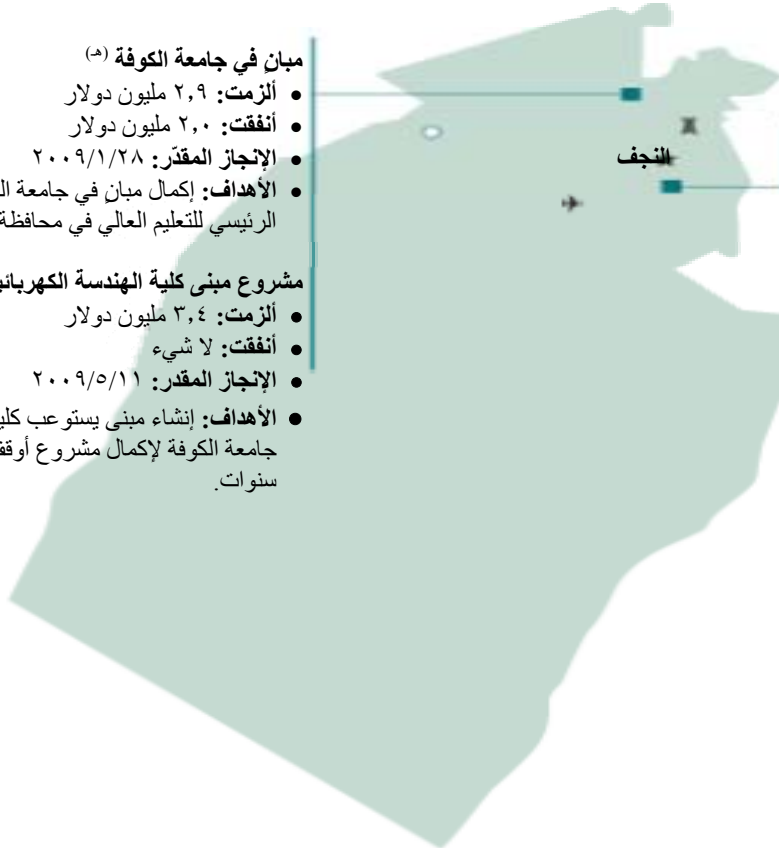 مبانٍ في جامعة الكوفة (هـ)
● ألزمت: ٢,٩ مليون دولار
● أنفقت: ٢,٠ مليون دولار
● الإنجاز المقدّر: ٢٠٠٩/١/٢٨
● الأهداف: إكمال مبانٍ في جامعة
الرئيسي للتعليم العالي في محافظة
مشروع مبنى كلية الهندسة
● ألزمت: ٣,٤ مليون دولار
● أنفقت: لا شيء
● الإنجاز المقدر: ٢٠٠٩/٥/١١
● الأهداف: إنشاء مبنى يستوعب
جامعة الكوفة لإكمال مشروع
سنوات.
النجف